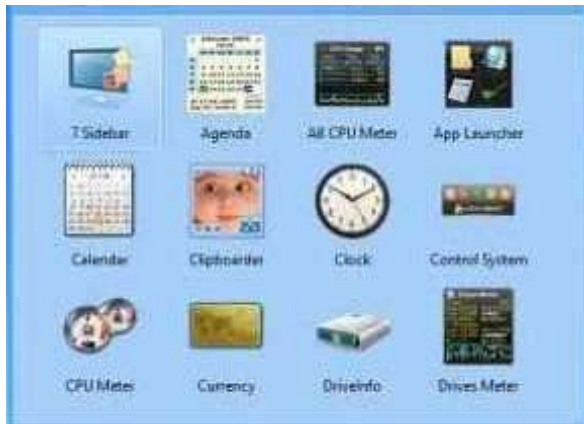 7 Sidebar
Agenda
All CPU Meter
App Launcher
Calendar
Clipboarder
Clock
Control System
CPU Meter
Currency
DriveInfo
Drives Meter